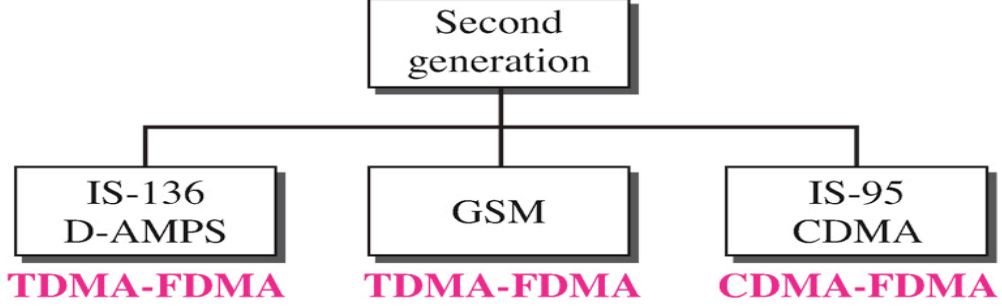 Second
generation
IS-136
D-AMPS
GSM
IS-95
CDMA
TDMA-FDMA
TDMA-FDMA
CDMA-FDMA